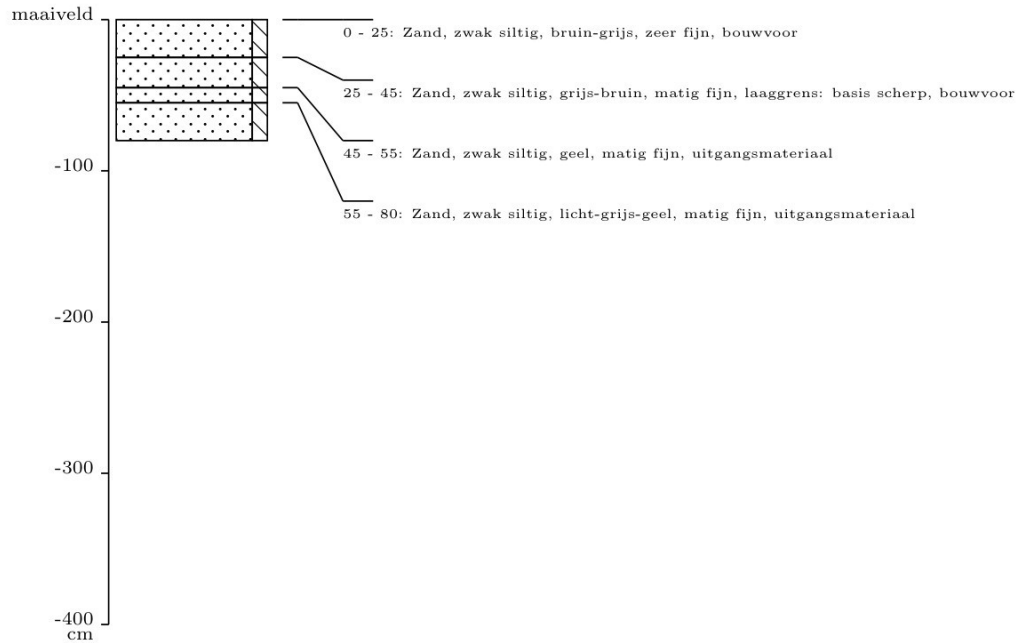 maaiveld
0 - 25: Zand, zwak siltig, bruin-grijs, zeer fijn, bouwvoor
25 - 45: Zand, zwak siltig, grijs-bruin, matig fijn, laaggrens: basis scherp, bouwvoor
45 - 55: Zand, zwak siltig, geel, matig fijn, uitgangsmateriaal
-100
55 - 80: Zand, zwak siltig, licht-grijs-geel, matig fijn, uitgangsmateriaal
-200
-300
-400
cm